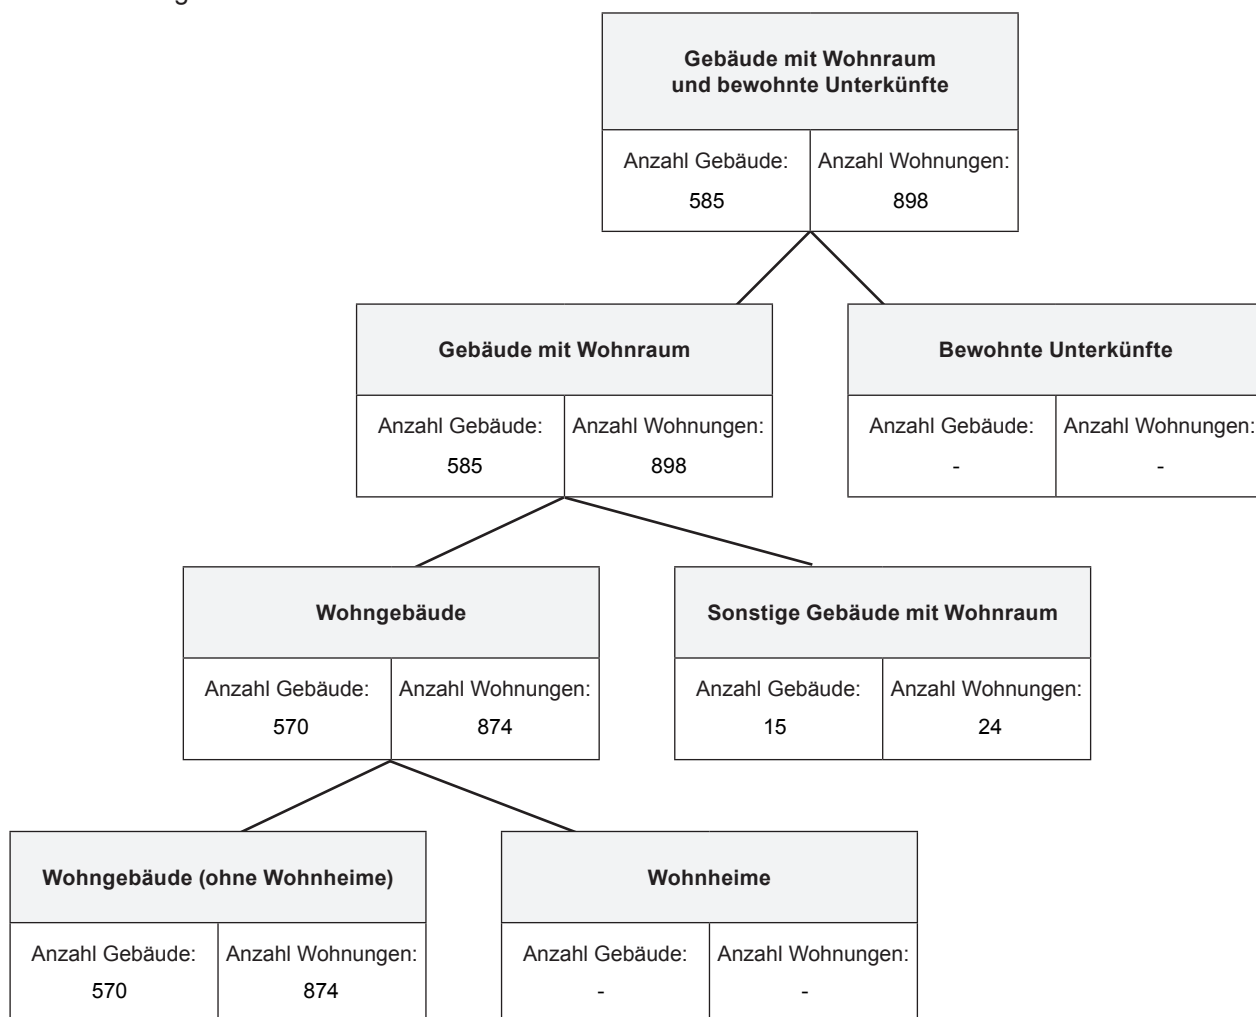 Gebäude mit Wohnraum
und bewohnte Unterkünfte
Anzahl Gebäude: Anzahl Wohnungen:
585 898
Gebäude mit Wohnraum Bewohnte Unterkünfte
Anzahl Gebäude: Anzahl Wohnungen: Anzahl Gebäude: Anzahl Wohnungen:
585 898 - -
Wohngebäude Sonstige Gebäude mit Wohnraum
Anzahl Gebäude: Anzahl Wohnungen: Anzahl Gebäude: Anzahl Wohnungen:
570 874 15 24
Wohngebäude (ohne Wohnheime) Wohnheime
Anzahl Gebäude: Anzahl Wohnungen: Anzahl Gebäude: Anzahl Wohnungen:
570 874 - -